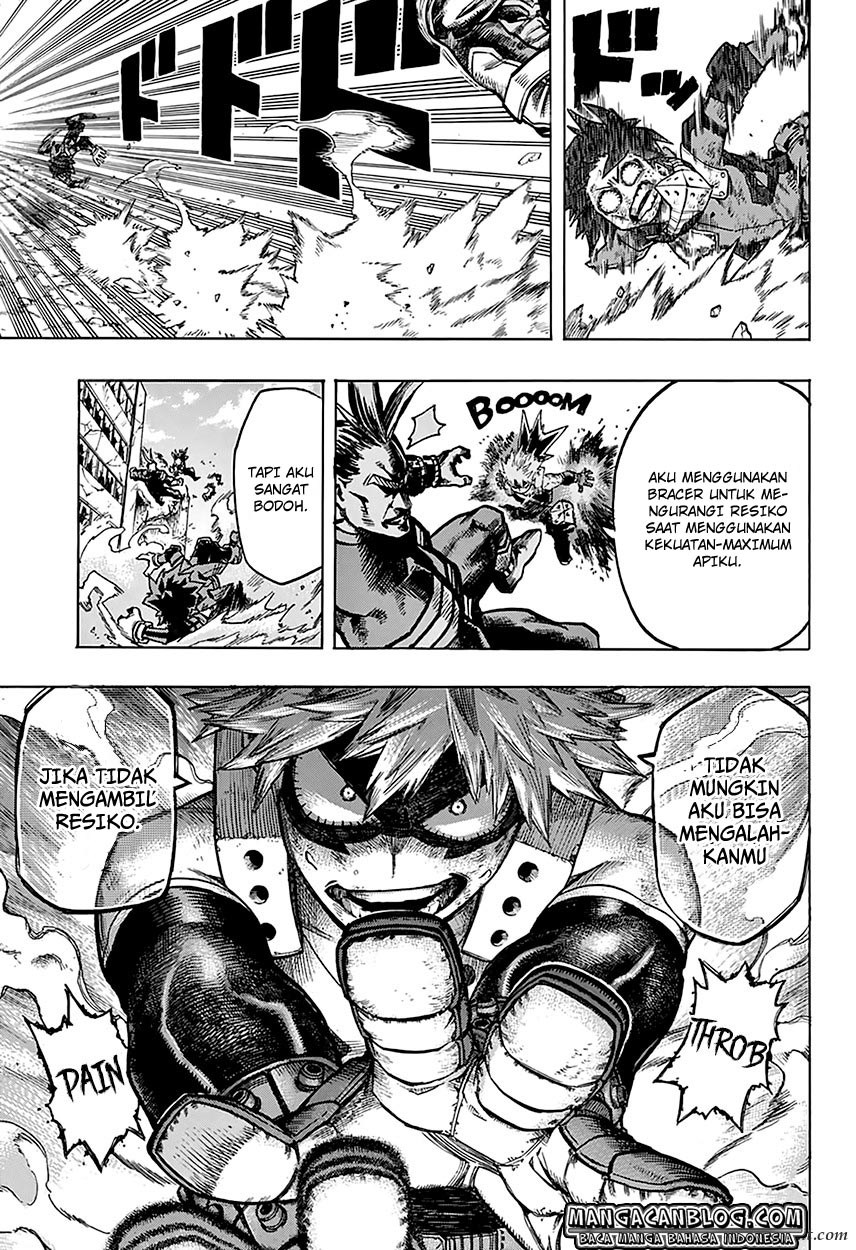 ドドッ
ドドド
BOOOOM
AKU MENGGUNAKAN
BRACER UNTUK ME-
NGURANGI RESIKO
SAAT MENGGUNAKAN
KEKUATAN-MAXIMUM
APIKU.
TAPI AKU
SANGAT
BODOH.
TIDAK
MUNGKIN
AKU BISA
MENGALAH-
KANMU
JIKA TIDAK
MENGAMBIL
RESIKO.
THROB
PAIN
MANGACANBLOG.COM
BACA MANGA BAHASA INDONESIA